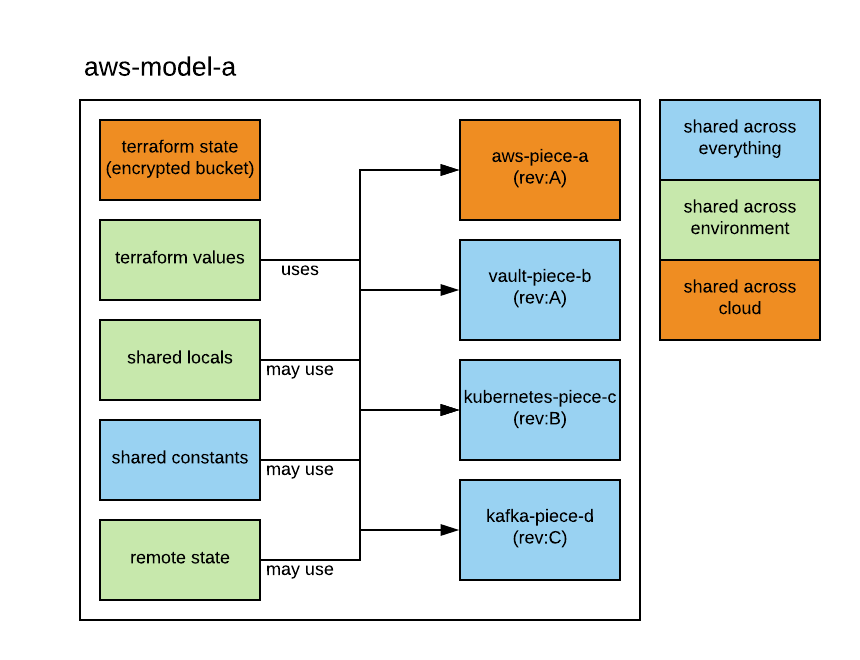 aws-model-a
terraform state
(encrypted bucket)
terraform values
uses
shared locals
may use
shared constants
may use
remote state
may use
aws-piece-a
(rev:A)
vault-piece-b
(rev:A)
kubernetes-piece-c
(rev:B)
kafka-piece-d
(rev:C)
shared across
everything
shared across
environment
shared across
cloud